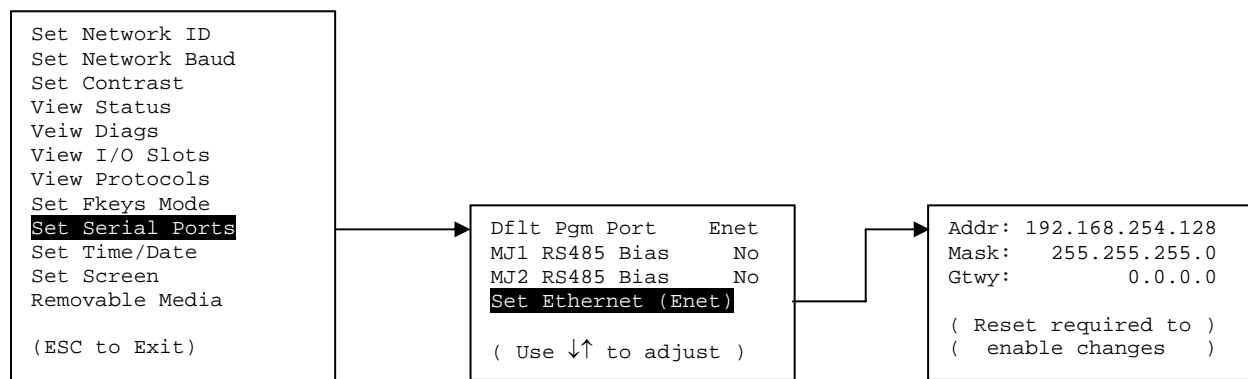 Set Network ID
Set Network Baud
Set Contrast
View Status
Veiw Diags
View I/O Slots
View Protocols
Set Fkeys Mode
Set Serial Ports
Set Time/Date
Set Screen
Removable Media
(ESC to Exit)
Dflt Pgm Port Enet
MJ1 RS485 Bias No
MJ2 RS485 Bias No
Set Ethernet (Enet)
( Use ↓↑ to adjust )
Addr: 192.168.254.128
Mask: 255.255.255.0
Gtwy: 0.0.0.0
( Reset required to )
( enable changes )